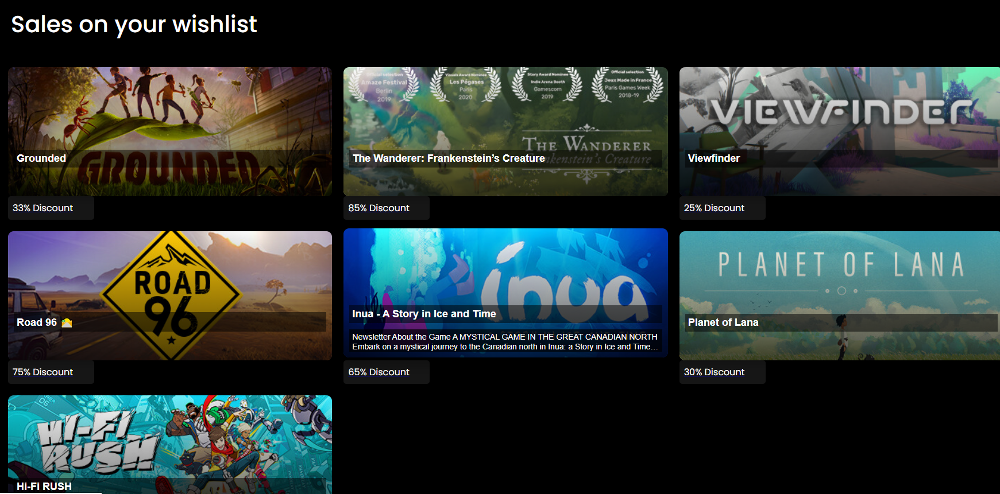 Sales on your wishlist
Official selection
Amaze Festival
Berlin
2019
Visuals Award Nominee
Les Pégases
Paris
2020
Story Award Nominee
Indie Arena Booth
Gamescom
2019
Official selection
Jeux Made in France
Paris Games Week
2018-19
GROUNDED
Grounded
THE WANDERER
Frankenstein's Creature
The Wanderer: Frankenstein’s Creature
VIEWFINDER
Viewfinder
33% Discount
85% Discount
25% Discount
ROAD
96
Road 96
inua
Inua - A Story in Ice and Time
Newsletter About the Game A MYSTICAL GAME IN THE GREAT CANADIAN NORTH
Embark on a mystical journey to the Canadian north in Inua: a Story in Ice and Time…
PLANET OF LANA
Planet of Lana
75% Discount
65% Discount
30% Discount
HI-FI
RUSH
Hi-Fi RUSH